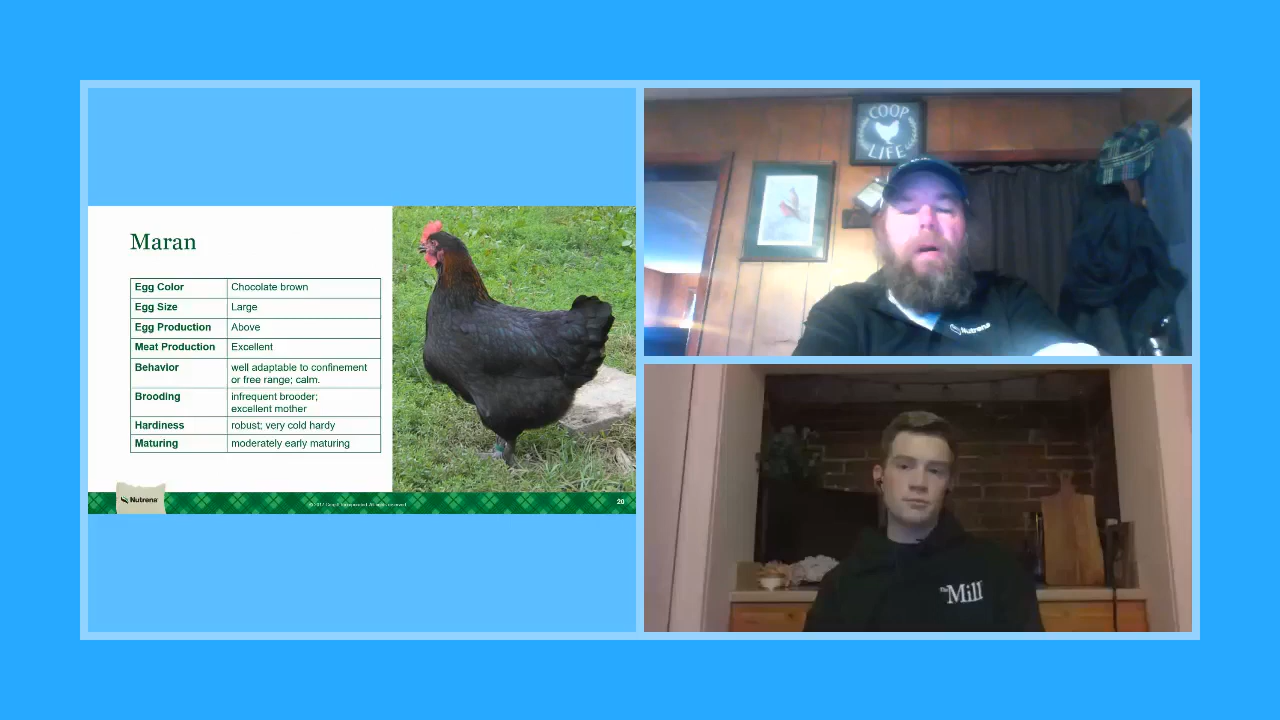 Maran
Egg Color Chocolate brown
Egg Size Large
Egg Production Above
Meat Production Excellent
Behavior well adaptable to confinement
or free range; calm.
Brooding infrequent brooder;
excellent mother
Hardiness robust; very cold hardy
Maturing moderately early maturing
Nutrena
20
COOP
LIFE
Nutrena
The Mill